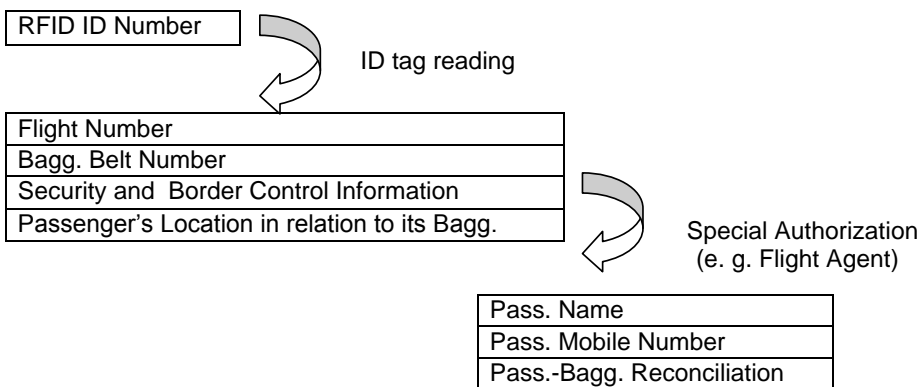 RFID ID Number
ID tag reading
Flight Number
Bagg. Belt Number
Security and  Border Control Information
Passenger's Location in relation to its Bagg.
Special Authorization
(e. g. Flight Agent)
Pass. Name
Pass. Mobile Number
Pass.-Bagg. Reconciliation